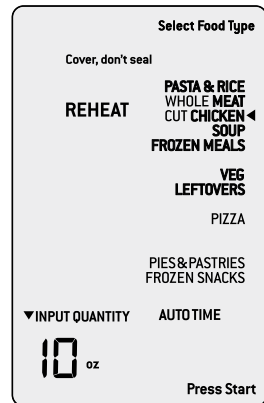 Select Food Type
Cover, don't seal
PASTA & RICE
WHOLE MEAT
REHEAT
CUT CHICKEN◄
SOUP
FROZEN MEALS
VEG
LEFTOVERS
PIZZA
PIES&PASTRIES
FROZEN SNACKS
▼INPUT QUANTITY AUTO TIME
10 oz
Press Start